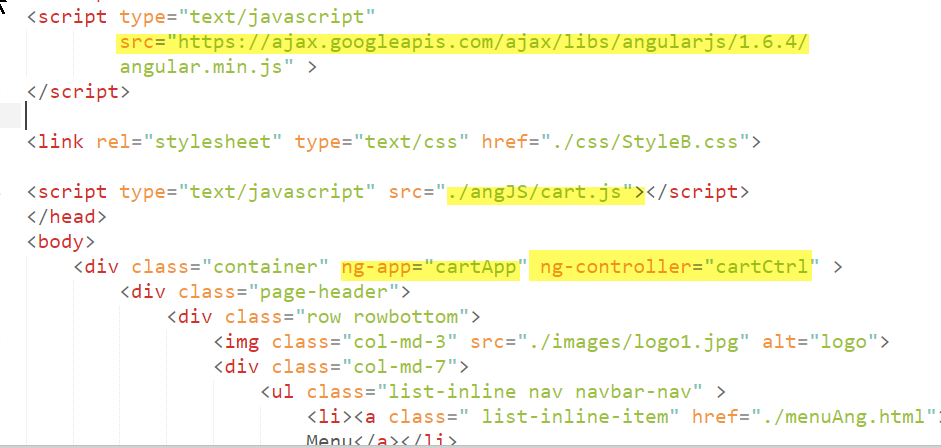 <script type="text/javascript"
src="https://ajax.googleapis.com/ajax/libs/angularjs/1.6.4/
angular.min.js" >
</script>
<link rel="stylesheet" type="text/css" href="./css/StyleB.css">
<script type="text/javascript" src="./angJS/cart.js"></script>
</head>
<body>
<div class="container" ng-app="cartApp" ng-controller="cartCtrl" >
<div class="page-header">
<div class="row rowbottom">
<img class="col-md-3" src="./images/logo1.jpg" alt="logo">
<div class="col-md-7">
<ul class="list-inline nav navbar-nav" >
<li><a class=" list-inline-item" href="./menuAng.html">
Menu</a></li>